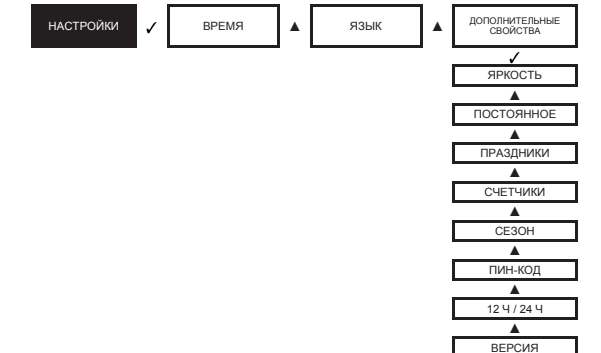 НАСТРОЙКИ ✓ ВРЕМЯ ▲ ЯЗЫК ▲ ДОПОЛНИТЕЛЬНЫЕ
СВОЙСТВА
✓
ЯРКОСТЬ
▲
ПОСТОЯННОЕ
▲
ПРАЗДНИКИ
▲
СЧЕТЧИКИ
▲
СЕЗОН
▲
ПИН-КОД
▲
12 Ч / 24 Ч
▲
ВЕРСИЯ